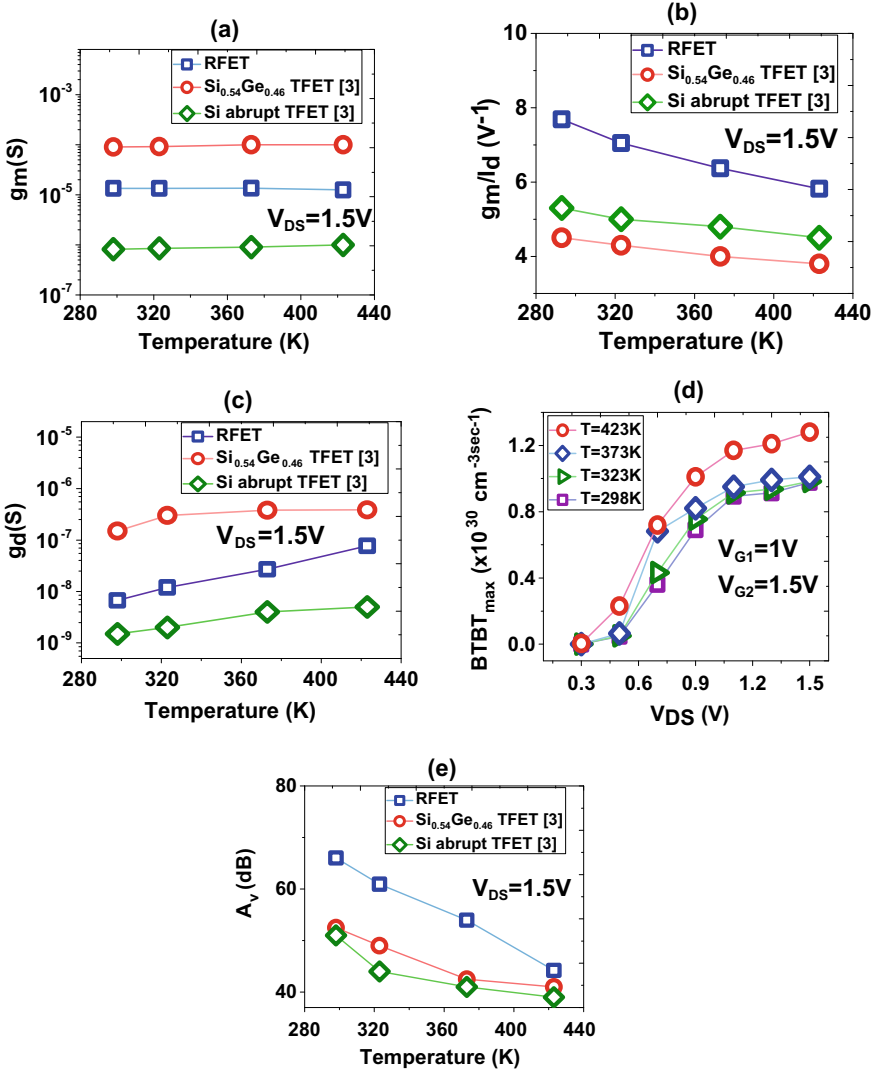 (a)
RFET
Si0.54Ge0.46 TFET [3]
Si abrupt TFET [3]
VDS=1.5V
gm(S)
10-3
10-5
10-7
280 320 360 400 440
Temperature (K)
(b)
RFET
Si0.54Ge0.46 TFET [3]
Si abrupt TFET [3]
VDS=1.5V
gm/Id (V-1)
8
6
4
280 320 360 400 440
Temperature (K)
(c)
RFET
Si0.54Ge0.46 TFET [3]
Si abrupt TFET [3]
VDS=1.5V
gd(S)
10-5
10-6
10-7
10-8
10-9
280 320 360 400 440
Temperature (K)
(d)
T=423K
T=373K
T=323K
T=298K
VG1=1V
VG2=1.5V
BTBTmax (x10 30 cm-3sec-1)
1.2
0.8
0.4
0.0
0.3 0.6 0.9 1.2 1.5
VDS (V)
(e)
RFET
Si0.54Ge0.46 TFET [3]
Si abrupt TFET [3]
VDS=1.5V
Av (dB)
80
60
40
280 320 360 400 440
Temperature (K)